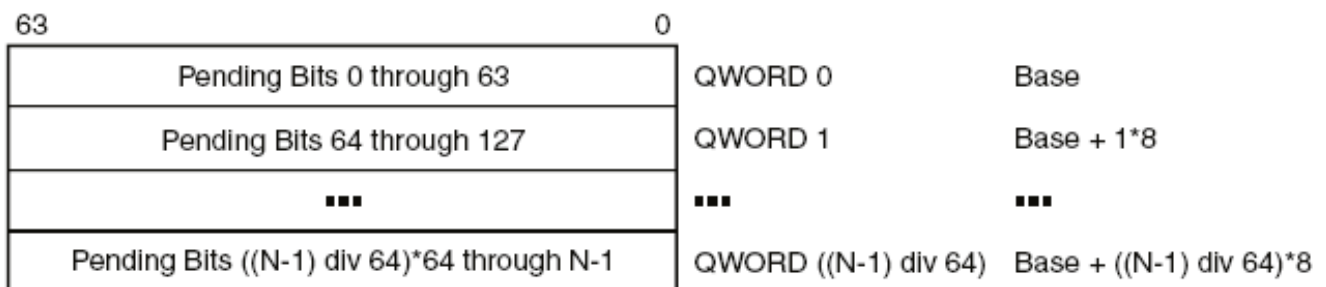 63 0
Pending Bits 0 through 63 QWORD 0 Base
Pending Bits 64 through 127 QWORD 1 Base + 1*8
... ... ...
Pending Bits ((N-1) div 64)*64 through N-1 QWORD ((N-1) div 64) Base + ((N-1) div 64)*8